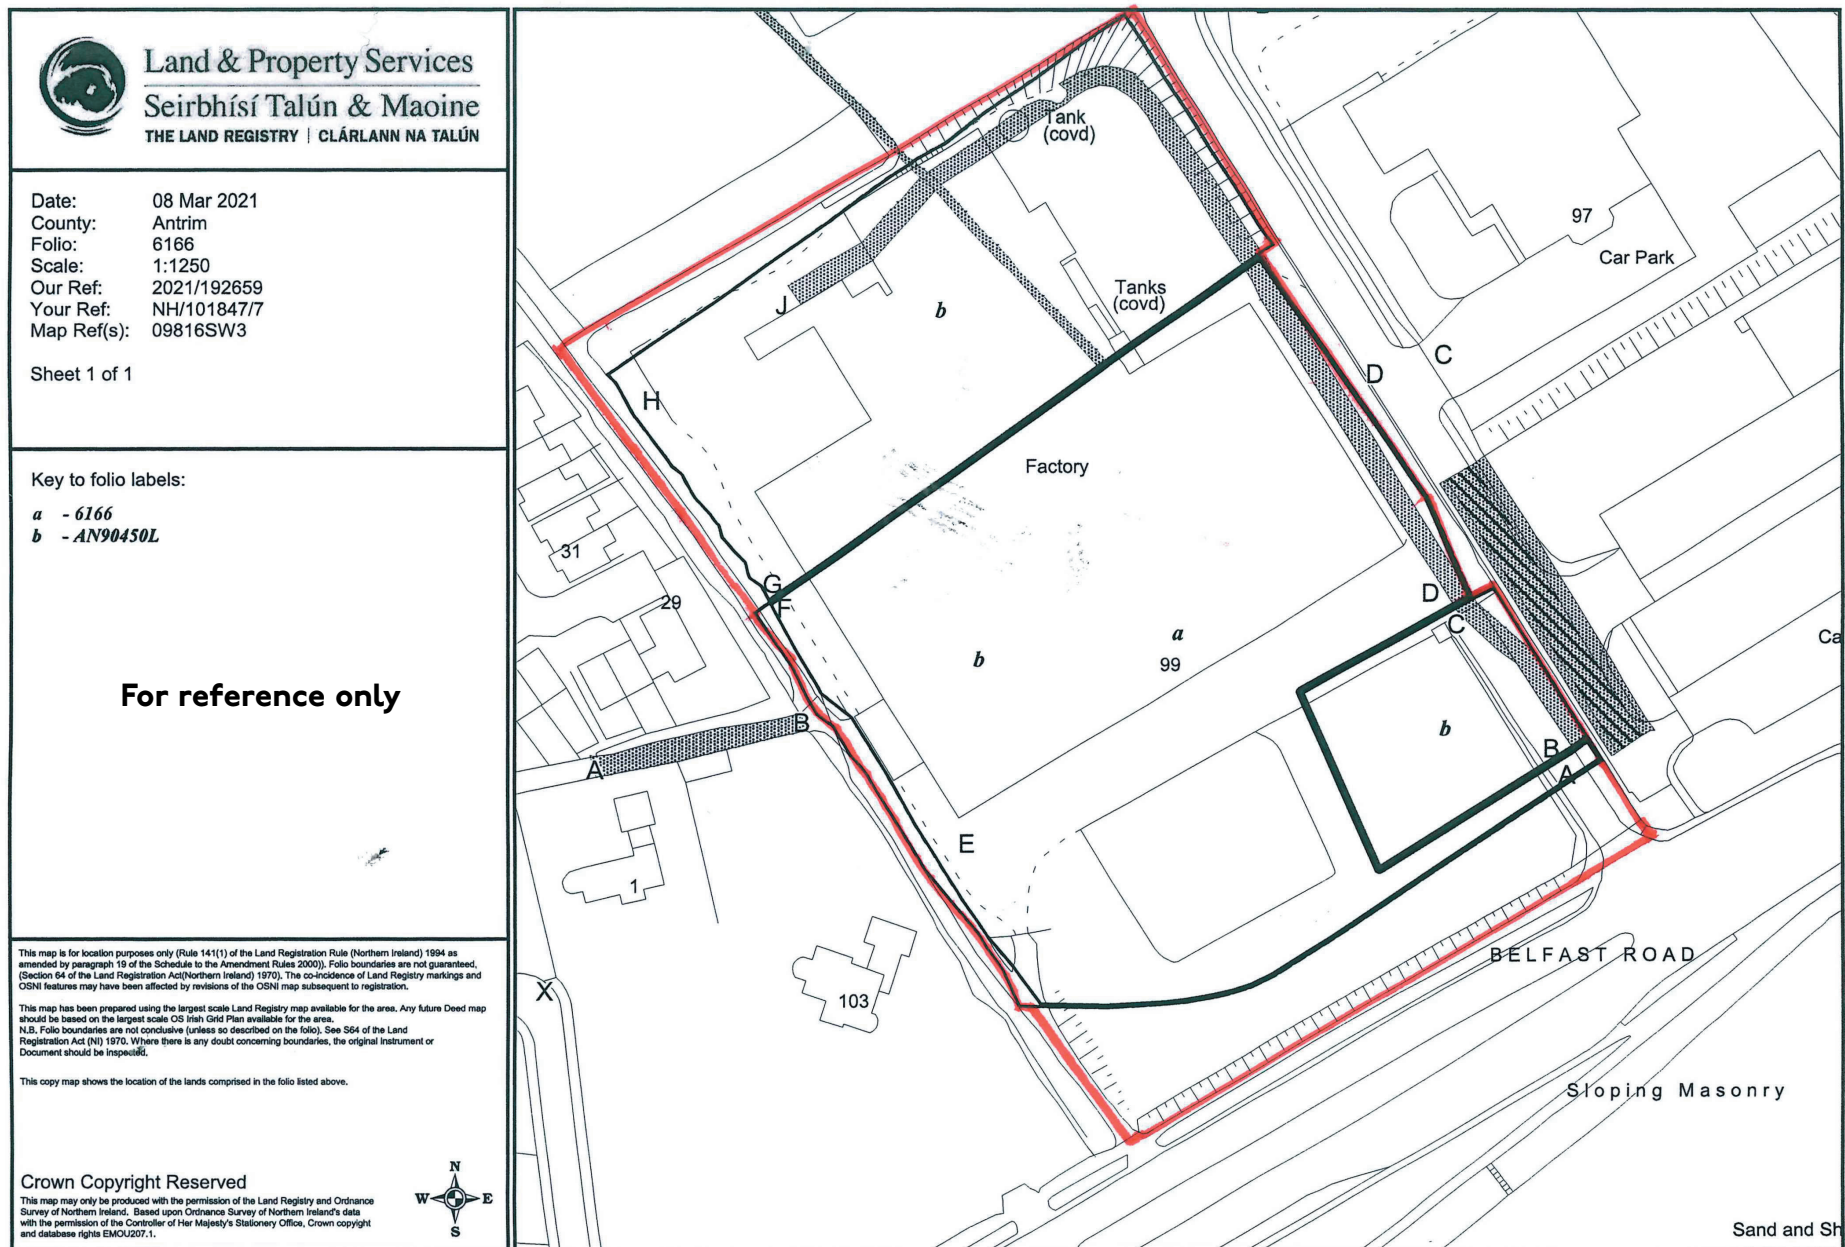 Land & Property Services
Seirbhísí Talún & Maoine
THE LAND REGISTRY | CLÁRLANN NA TALÚN
Date: 08 Mar 2021
County: Antrim
Folio: 6166
Scale: 1:1250
Our Ref: 2021/192659
Your Ref: NH/101847/7
Map Ref(s): 09816SW3
Sheet 1 of 1
Key to folio labels:
a - 6166
b - AN90450L
For reference only
This map is for location purposes only (Rule 141(1) of the Land Registration Rule (Northern Ireland) 1994 as
amended by paragraph 19 of the Schedule to the Amendment Rules 2000)). Folio boundaries are not guaranteed,
(Section 64 of the Land Registration Act(Northern Ireland) 1970). The co-incidence of Land Registry markings and
OSNI features may have been affected by revisions of the OSNI map subsequent to registration.
This map has been prepared using the largest scale Land Registry map available for the area. Any future Deed map
should be based on the largest scale OS Irish Grid Plan available for the area.
N.B. Folio boundaries are not conclusive (unless so described on the folio). See S64 of the Land
Registration Act (NI) 1970. Where there is any doubt concerning boundaries, the original Instrument or
Document should be inspected.
This copy map shows the location of the lands comprised in the folio listed above.
Crown Copyright Reserved
This map may only be produced with the permission of the Land Registry and Ordnance
Survey of Northern Ireland. Based upon Ordnance Survey of Northern Ireland's data
with the permission of the Controller of Her Majesty's Stationery Office, Crown copyight
and database rights EMOU207.1.
N
W E
S
Tank
(covd)
97
Car Park
Tanks
(covd)
J
b
C
D
H
Factory
31
G
F
29
D
C
a
99
b
Ca
b
B
A
B
A
E
1
X
103
BELFAST ROAD
Sloping Masonry
Sand and Sh